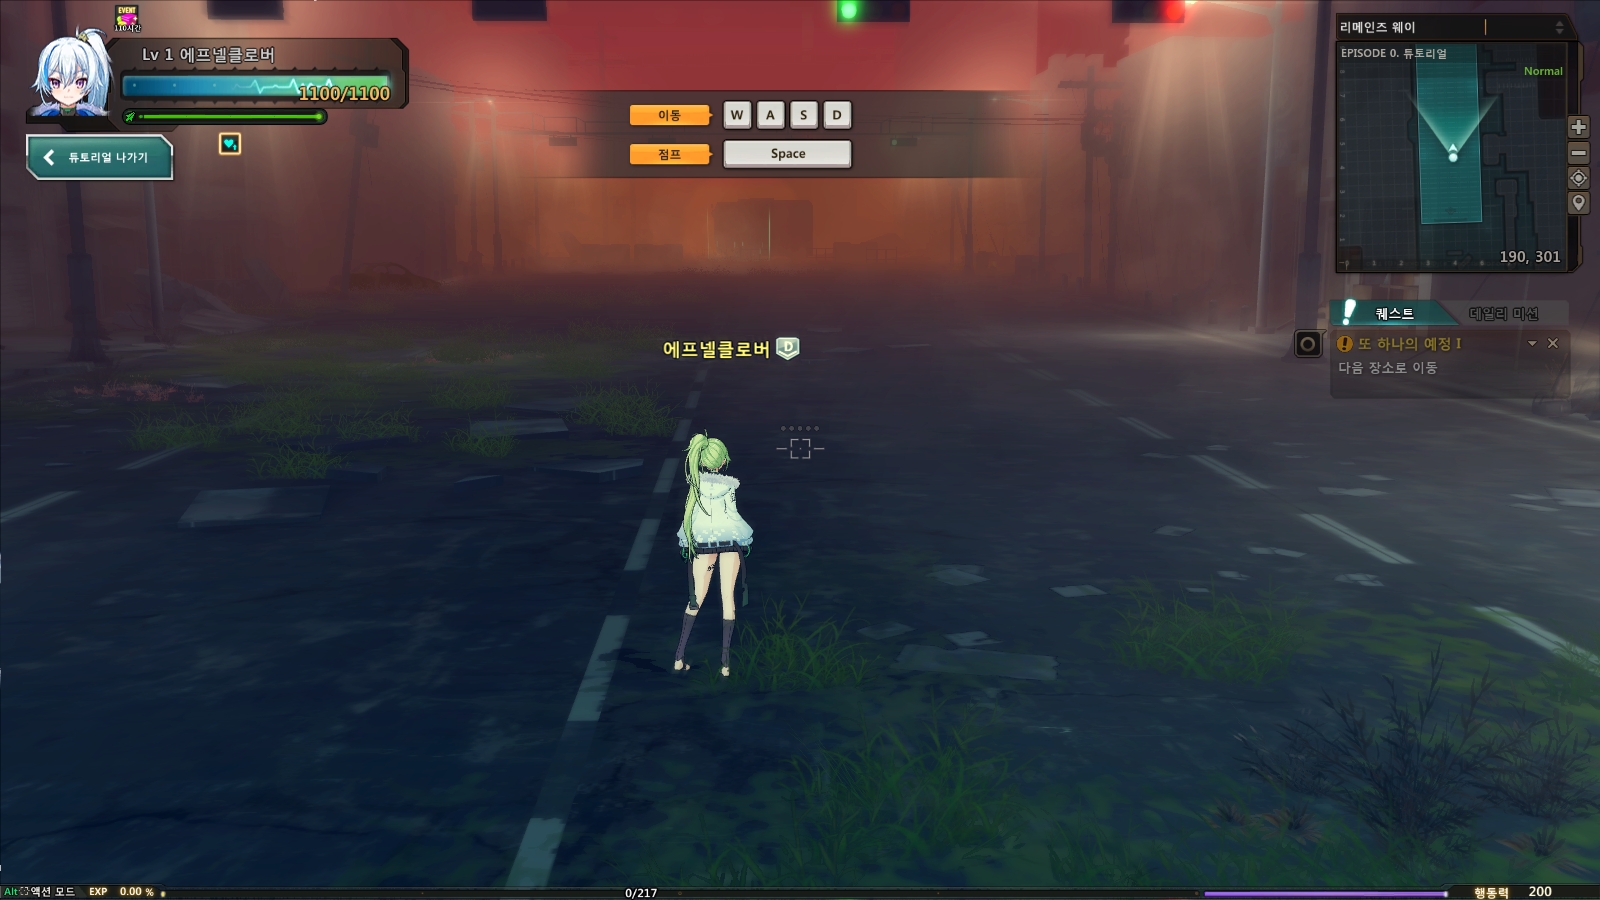 EVENT
110시간
Lv 1 에프넬클로버
1100/1100
튜토리얼 나가기
이동 W A S D
점프 Space
리메인즈 웨이
EPISODE 0. 튜토리얼
Normal
190, 301
퀘스트 데일리 미션
또 하나의 예정 I
다음 장소로 이동
에프넬클로버 D
Alt 액션 모드 EXP 0.00 % 0/217 행동력 200